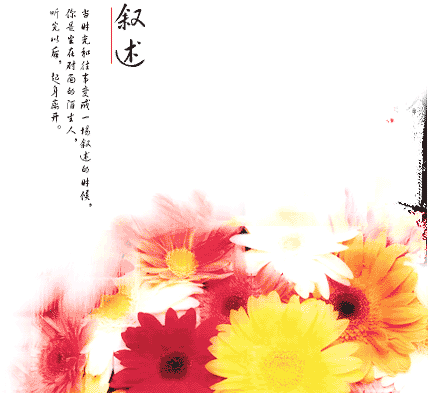 叙述
当时光和往事变成一场叙述的时候，
你是坐在对面的陌生人，
听完以后，起身离开。